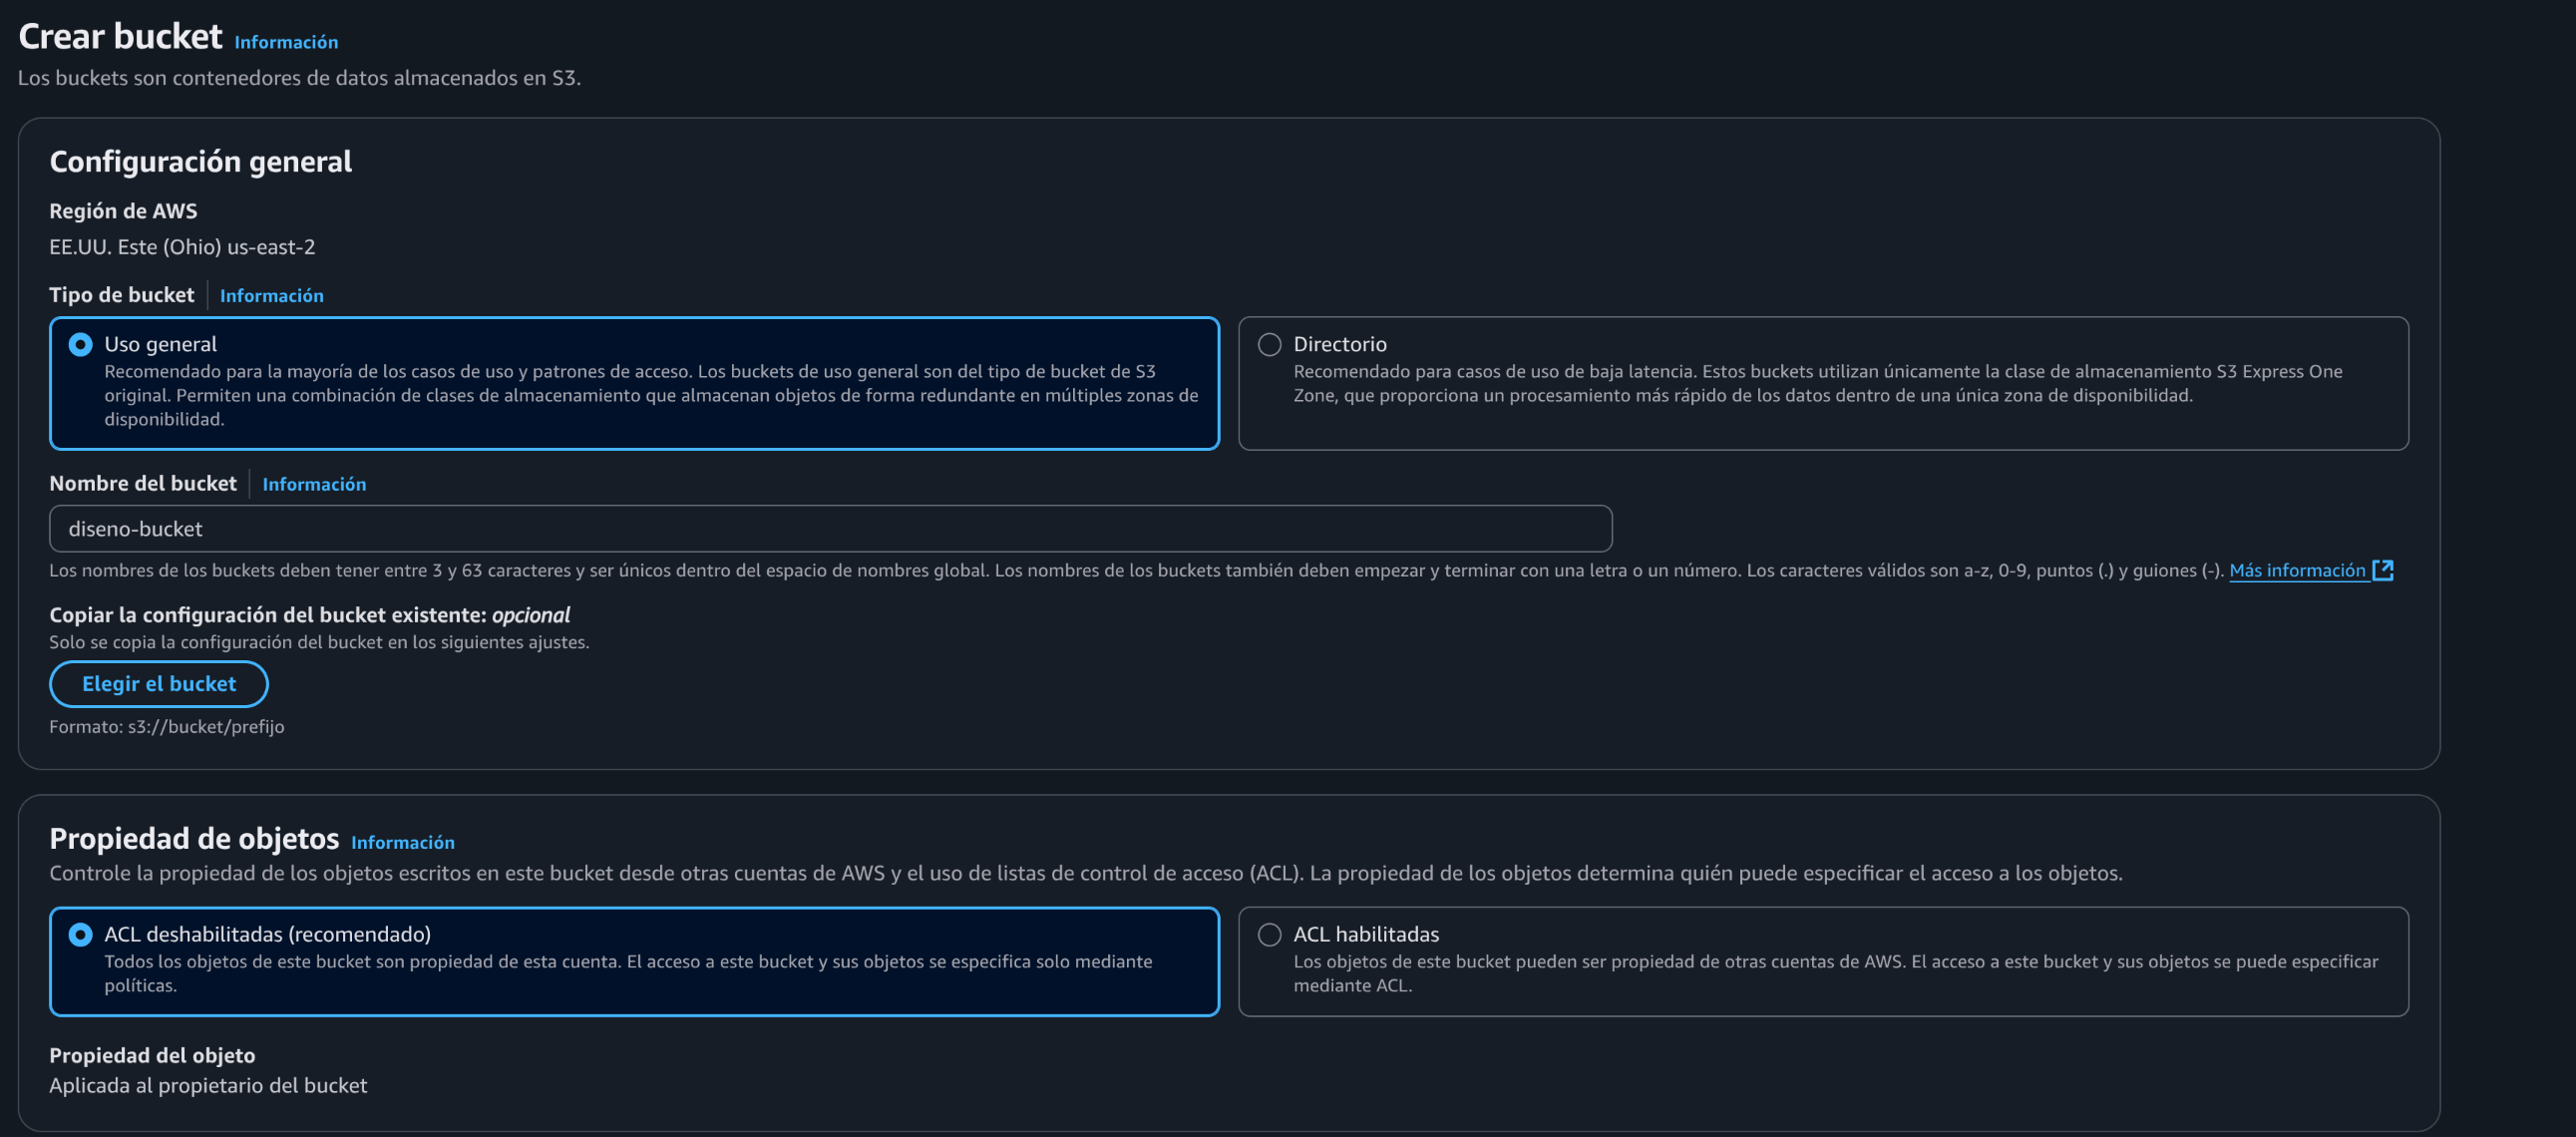 Crear bucket Información
Los buckets son contenedores de datos almacenados en S3.
Configuración general
Región de AWS
EE.UU. Este (Ohio) us-east-2
Tipo de bucket Información
Uso general
Recomendado para la mayoría de los casos de uso y patrones de acceso. Los buckets de uso general son del tipo de bucket de S3
original. Permiten una combinación de clases de almacenamiento que almacenan objetos de forma redundante en múltiples zonas de
disponibilidad.
Directorio
Recomendado para casos de uso de baja latencia. Estos buckets utilizan únicamente la clase de almacenamiento S3 Express One
Zone, que proporciona un procesamiento más rápido de los datos dentro de una única zona de disponibilidad.
Nombre del bucket Información
diseno-bucket
Los nombres de los buckets deben tener entre 3 y 63 caracteres y ser únicos dentro del espacio de nombres global. Los nombres de los buckets también deben empezar y terminar con una letra o un número. Los caracteres válidos son a-z, 0-9, puntos (.) y guiones (-). Más información
Copiar la configuración del bucket existente: opcional
Solo se copia la configuración del bucket en los siguientes ajustes.
Elegir el bucket
Formato: s3://bucket/prefijo
Propiedad de objetos Información
Controle la propiedad de los objetos escritos en este bucket desde otras cuentas de AWS y el uso de listas de control de acceso (ACL). La propiedad de los objetos determina quién puede especificar el acceso a los objetos.
ACL deshabilitadas (recomendado)
Todos los objetos de este bucket son propiedad de esta cuenta. El acceso a este bucket y sus objetos se especifica solo mediante
políticas.
ACL habilitadas
Los objetos de este bucket pueden ser propiedad de otras cuentas de AWS. El acceso a este bucket y sus objetos se puede especificar
mediante ACL.
Propiedad del objeto
Aplicada al propietario del bucket